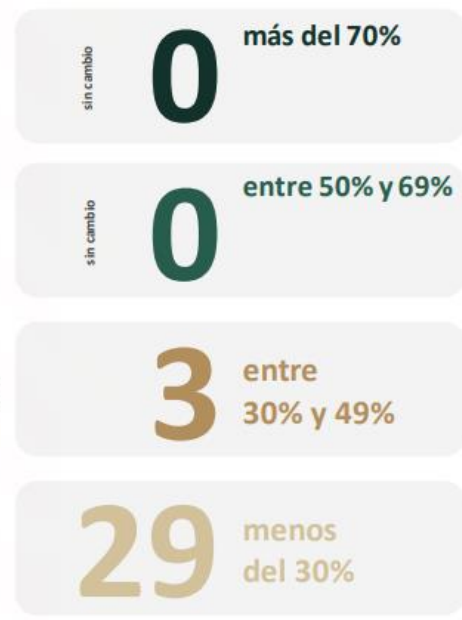 sin cambio
0
más del 70%
sin cambio
0
entre 50% y 69%
3
entre
30% y 49%
29
menos
del 30%